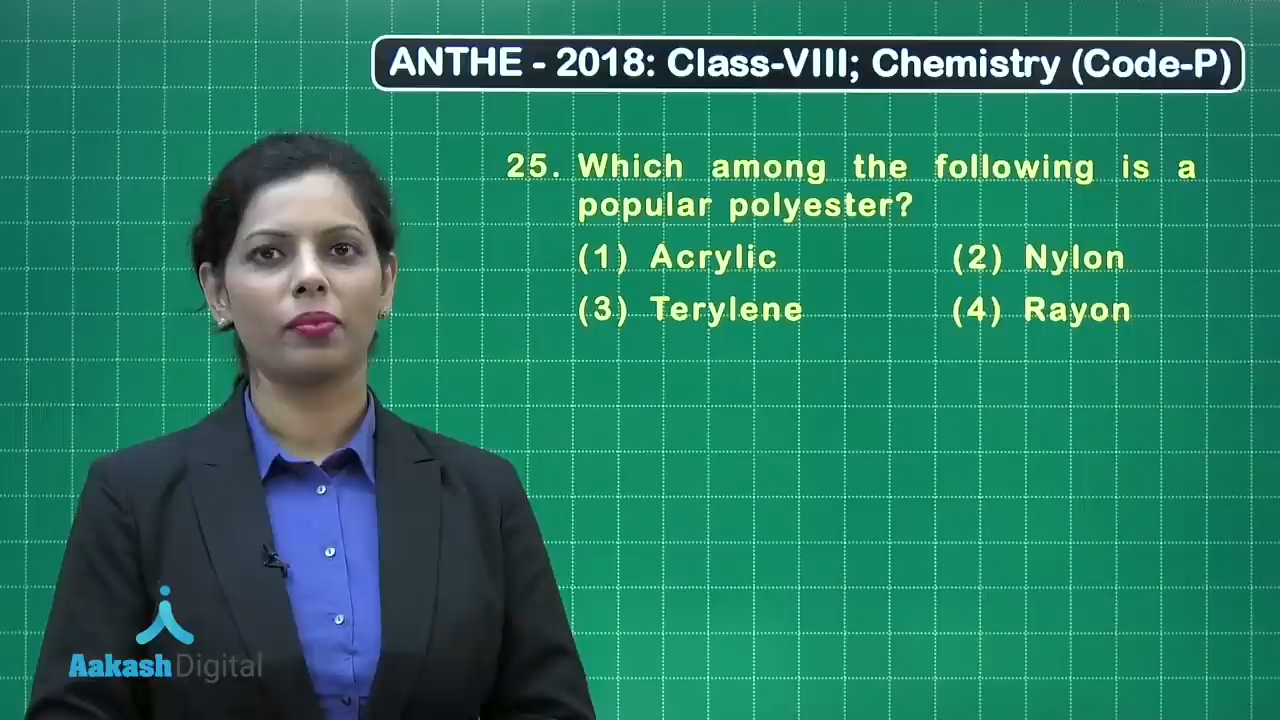 ANTHE - 2018: Class-VIII; Chemistry (Code-P)
25. Which among the following is a
popular polyester?
(1) Acrylic (2) Nylon
(3) Terylene (4) Rayon
Aakash Digital